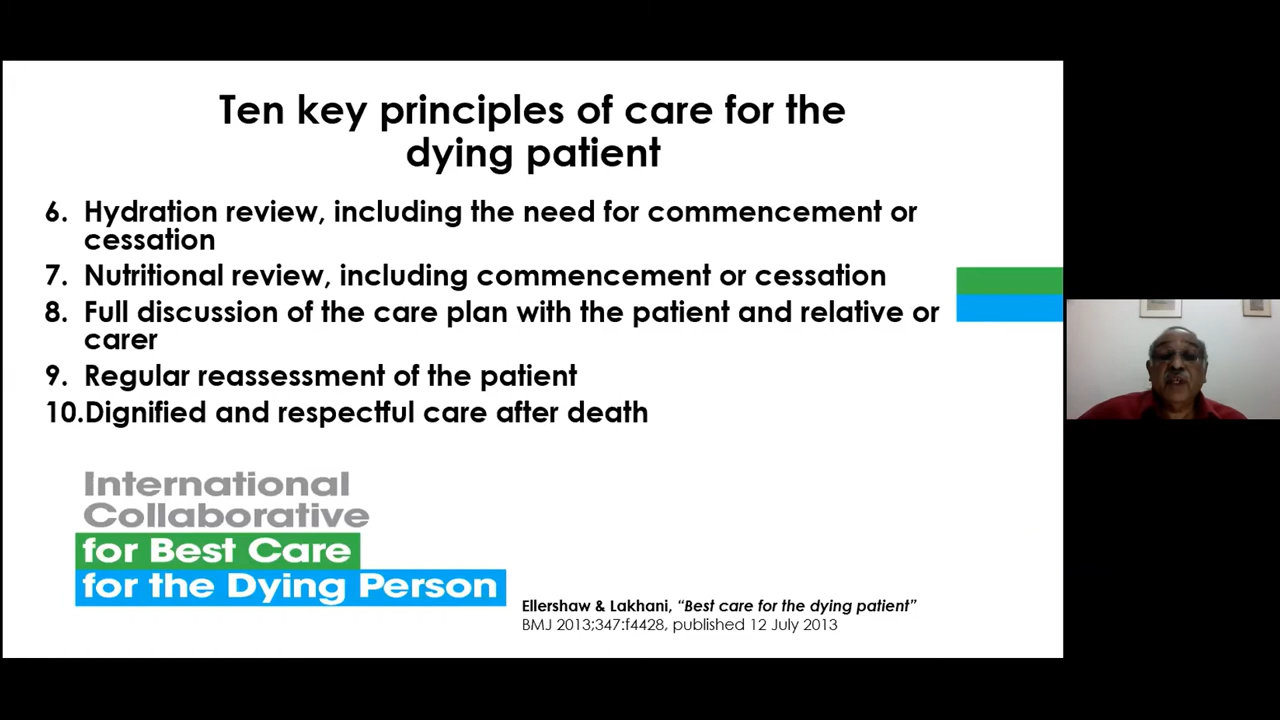 Ten key principles of care for the
dying patient
6. Hydration review, including the need for commencement or
cessation
7. Nutritional review, including commencement or cessation
8. Full discussion of the care plan with the patient and relative or
carer
9. Regular reassessment of the patient
10.Dignified and respectful care after death
International
Collaborative
for Best Care
for the Dying Person
Ellershaw & Lakhani, “Best care for the dying patient”
BMJ 2013;347:f4428, published 12 July 2013